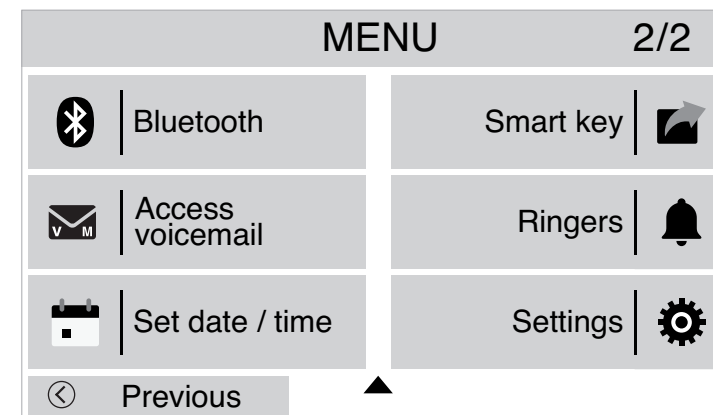 MENU 2/2
Bluetooth
Smart key
Access
voicemail
V M
Ringers
Set date / time
Settings
Previous